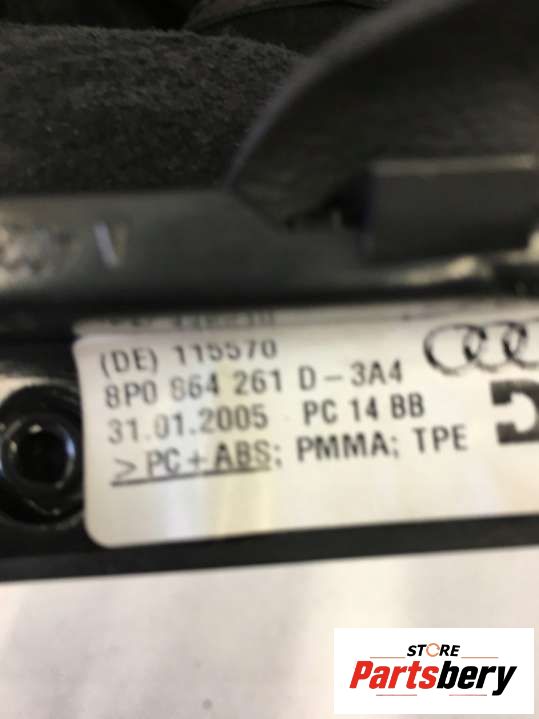 (DE) 115570
8P0 864 261 D-3A4
31.01.2005 PC 14 BB
>PC+ABS; PMMA; TPE
STORE
Partsbery